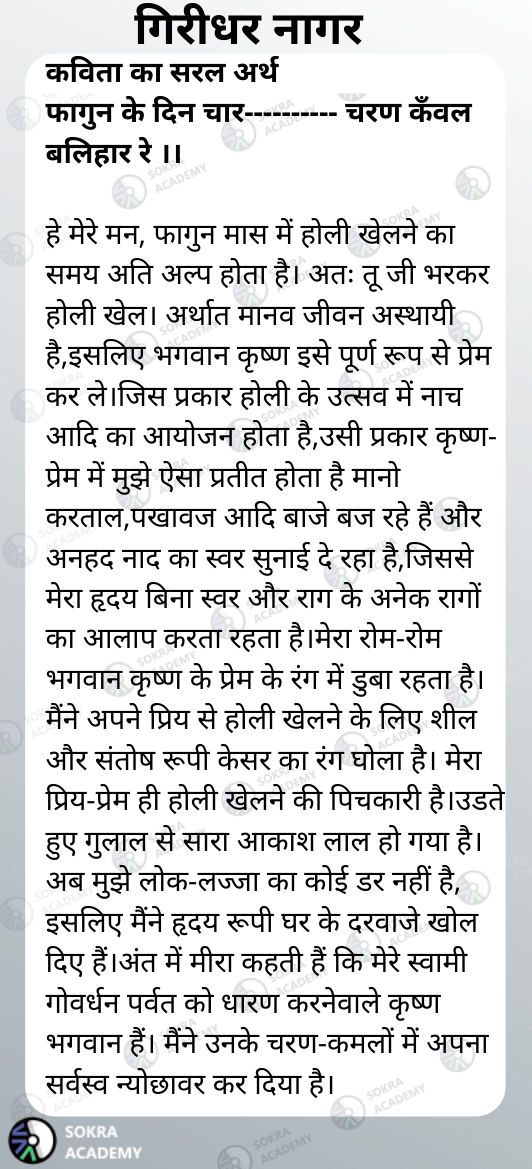 गिरीधर नागर
कविता का सरल अर्थ
फागुन के दिन चार---------- चरण कँवल
बलिहार रे ।।
हे मेरे मन, फागुन मास में होली खेलने का
समय अति अल्प होता है। अतः तू जी भरकर
होली खेल। अर्थात मानव जीवन अस्थायी
है,इसलिए भगवान कृष्ण इसे पूर्ण रूप से प्रेम
कर ले।जिस प्रकार होली के उत्सव में नाच
आदि का आयोजन होता है,उसी प्रकार कृष्ण-
प्रेम में मुझे ऐसा प्रतीत होता है मानो
करताल,पखावज आदि बाजे बज रहे हैं और
अनहद नाद का स्वर सुनाई दे रहा है,जिससे
मेरा हृदय बिना स्वर और राग के अनेक रागों
का आलाप करता रहता है।मेरा रोम-रोम
भगवान कृष्ण के प्रेम के रंग में डुबा रहता है।
मैंने अपने प्रिय से होली खेलने के लिए शील
और संतोष रूपी केसर का रंग घोला है। मेरा
प्रिय-प्रेम ही होली खेलने की पिचकारी है।उडते
हुए गुलाल से सारा आकाश लाल हो गया है।
अब मुझे लोक-लज्जा का कोई डर नहीं है,
इसलिए मैंने हृदय रूपी घर के दरवाजे खोल
दिए हैं।अंत में मीरा कहती हैं कि मेरे स्वामी
गोवर्धन पर्वत को धारण करनेवाले कृष्ण
भगवान हैं। मैंने उनके चरण-कमलों में अपना
सर्वस्व न्योछावर कर दिया है।
SOKRA
ACADEMY